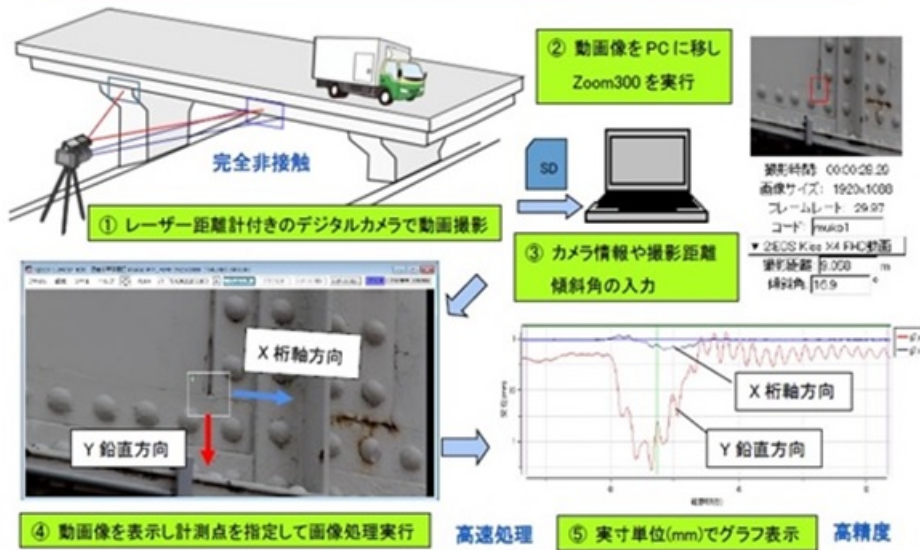 完全非接触
① レーザー距離計付きのデジタルカメラで動画撮影
② 動画像をPCに移し
Zoom300を実行
SD
撮影時間: 00:00:28.29
画像サイズ: 1920x1088
フレームレート: 29.97
コード: muko1
撮影距離 9.058 m
傾斜角: 16.9 °
③ カメラ情報や撮影距離
傾斜角の入力
X 桁軸方向
Y 鉛直方向
④ 動画像を表示し計測点を指定して画像処理実行
高速処理
X 桁軸方向
Y 鉛直方向
⑤ 実寸単位(mm)でグラフ表示
高精度